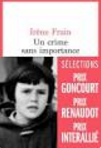 Irène Frain
Un crime
sans importance
SÉLECTIONS
PRIX
GONCOURT
PRIX
RENAUDOT
PRIX
INTERALLIÉ